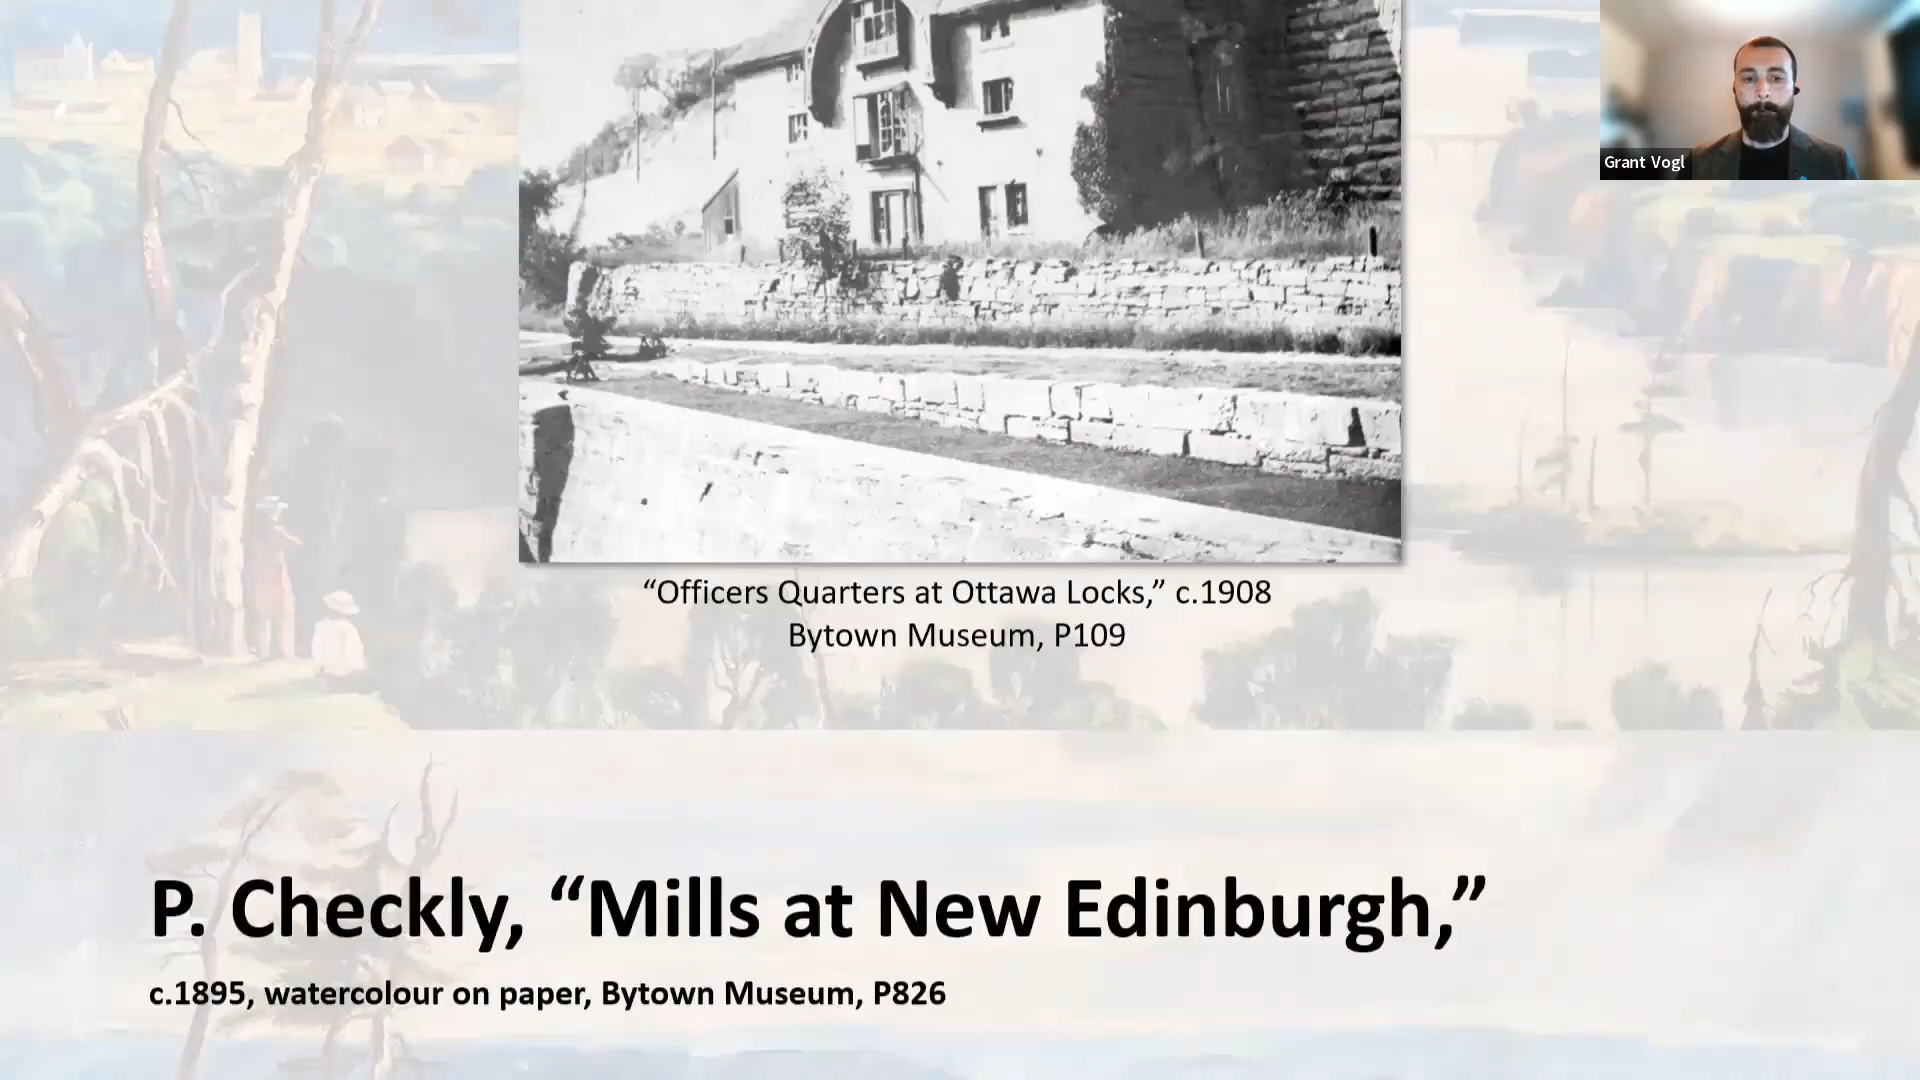 Grant Vogl
“Officers Quarters at Ottawa Locks,” c.1908
Bytown Museum, P109
P. Checkly, “Mills at New Edinburgh,”
c.1895, watercolour on paper, Bytown Museum, P826